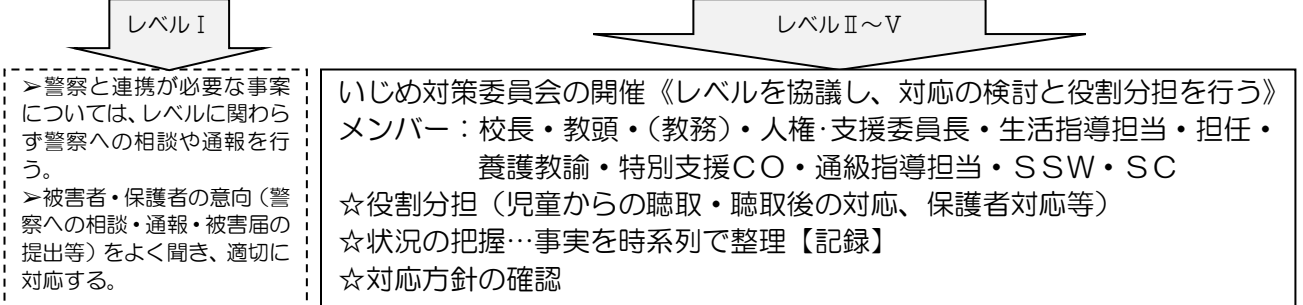 レベルⅠ
レベルⅡ～Ⅴ
➢警察と連携が必要な事案
については、レベルに関わら
ず警察への相談や通報を行
う。
➢被害者・保護者の意向（警
察への相談・通報・被害届の
提出等）をよく聞き、適切に
対応する。
いじめ対策委員会の開催《レベルを協議し、対応の検討と役割分担を行う》
メンバー：校長・教頭・（教務）・人権・支援委員長・生活指導担当・担任・
養護教諭・特別支援ＣＯ・通級指導担当・ＳＳＷ・ＳＣ
☆役割分担（児童からの聴取・聴取後の対応、保護者対応等）
☆状況の把握…事実を時系列で整理【記録】
☆対応方針の確認